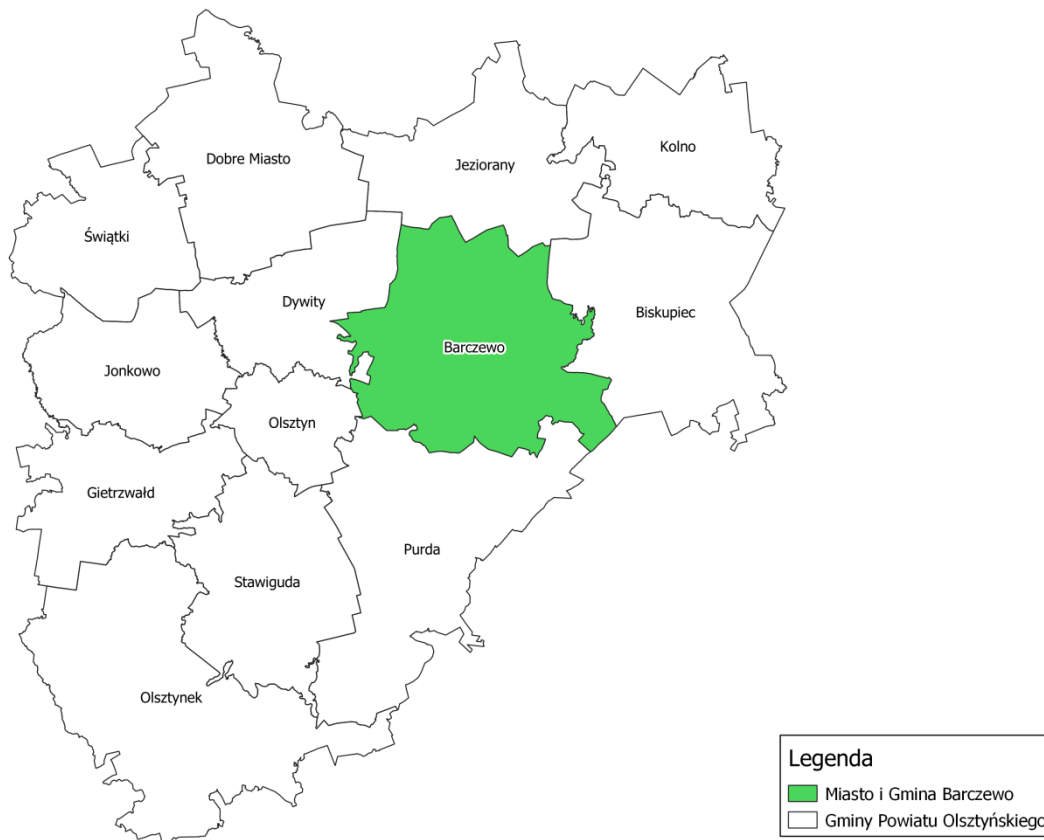 Kolno
Dobre Miasto
Jeziorany
Świątki
Dywity
Biskupiec
Barczewo
Jonkowo
Olsztyn
Gietrzwałd
Purda
Stawiguda
Olsztynek
Legenda
Miasto i Gmina Barczewo
Gminy Powiatu Olsztyńskiego